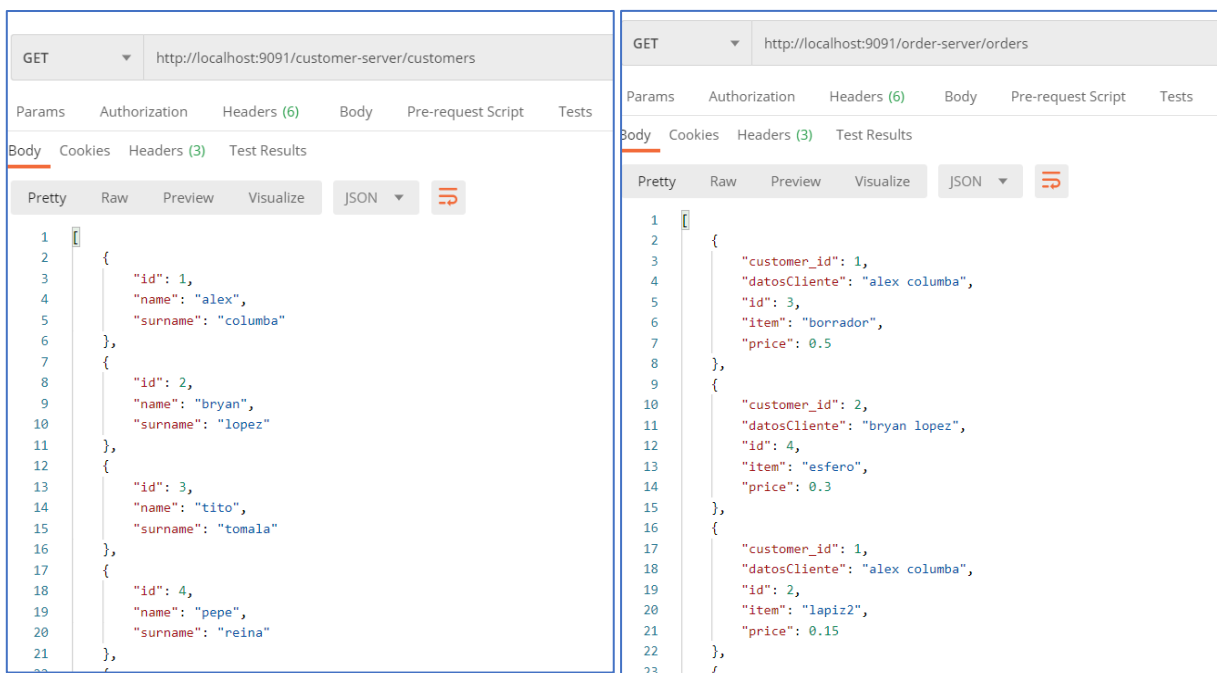 GET http://localhost:9091/customer-server/customers
Params Authorization Headers (6) Body Pre-request Script Tests
Body Cookies Headers (3) Test Results
Pretty Raw Preview Visualize JSON
1 [
2 {
3 "id": 1,
4 "name": "alex",
5 "surname": "columba"
6 },
7 {
8 "id": 2,
9 "name": "bryan",
10 "surname": "lopez"
11 },
12 {
13 "id": 3,
14 "name": "tito",
15 "surname": "tomala"
16 },
17 {
18 "id": 4,
19 "name": "pepe",
20 "surname": "reina"
21 },
22 {
GET http://localhost:9091/order-server/orders
Params Authorization Headers (6) Body Pre-request Script Tests
Body Cookies Headers (3) Test Results
Pretty Raw Preview Visualize JSON
1 [
2 {
3 "customer_id": 1,
4 "datosCliente": "alex columba",
5 "id": 3,
6 "item": "borrador",
7 "price": 0.5
8 },
9 {
10 "customer_id": 2,
11 "datosCliente": "bryan lopez",
12 "id": 4,
13 "item": "esfero",
14 "price": 0.3
15 },
16 {
17 "customer_id": 1,
18 "datosCliente": "alex columba",
19 "id": 2,
20 "item": "lapiz2",
21 "price": 0.15
22 },
23 {